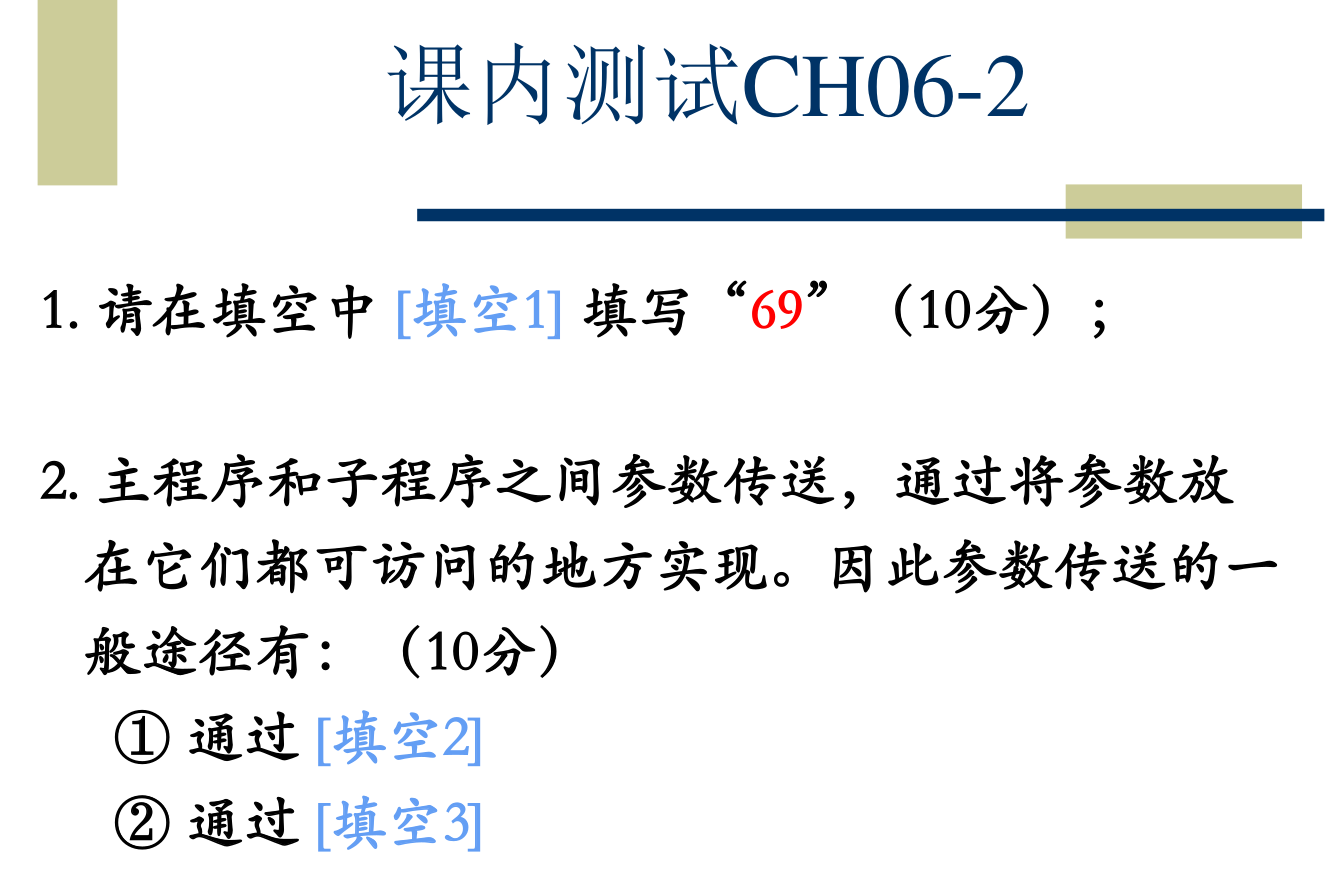 课内测试CH06-2
1. 请在填空中 [填空1] 填写“69”（10分）；
2. 主程序和子程序之间参数传送，通过将参数放
在它们都可访问的地方实现。因此参数传送的一
般途径有：（10分）
① 通过 [填空2]
② 通过 [填空3]